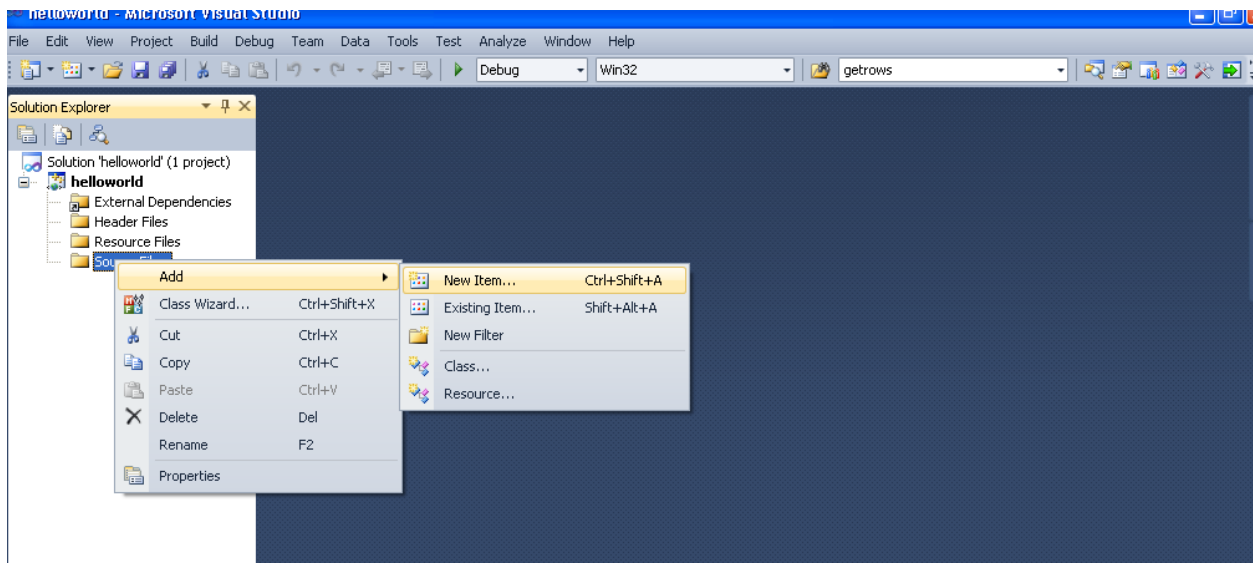 helloworld - Microsoft Visual Studio
File Edit View Project Build Debug Team Data Tools Test Analyze Window Help
Debug Win32 getrows
Solution Explorer
Solution 'helloworld' (1 project)
helloworld
External Dependencies
Header Files
Resource Files
Add
Class Wizard... Ctrl+Shift+X
Cut Ctrl+X
Copy Ctrl+C
Paste Ctrl+V
Delete Del
Rename F2
Properties
New Item... Ctrl+Shift+A
Existing Item... Shift+Alt+A
New Filter
Class...
Resource...